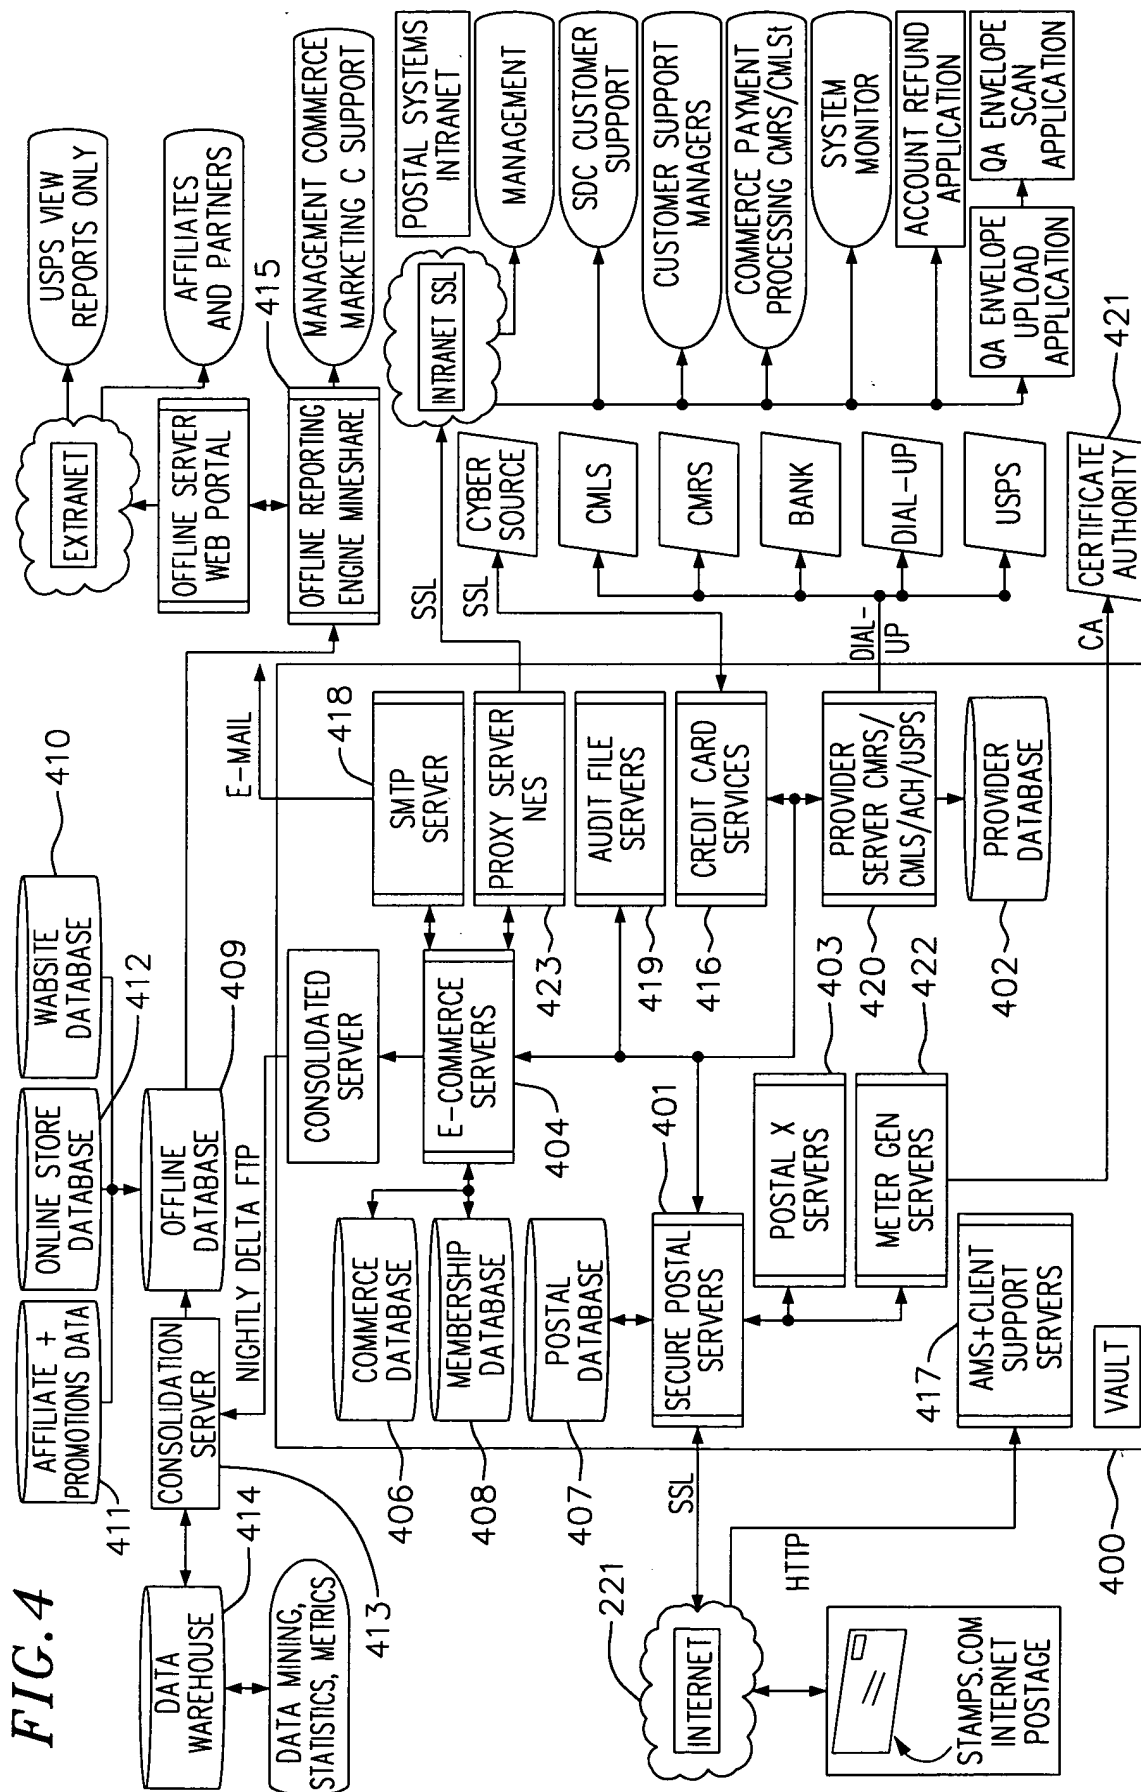 FIG. 4
AFFILIATE +
PROMOTIONS DATA
411
ONLINE STORE
DATABASE
412
WABSITE
DATABASE
410
DATA
WAREHOUSE
414
CONSOLIDATION
SERVER
413
OFFLINE
DATABASE
409
DATA MINING,
STATISTICS, METRICS
NIGHTLY DELTA FTP
E-MAIL
EXTRANET
USPS VIEW
REPORTS ONLY
AFFILIATES
AND PARTNERS
OFFLINE SERVER
WEB PORTAL
415
OFFLINE REPORTING
ENGINE MINESHARE
MANAGEMENT COMMERCE
MARKETING C SUPPORT
COMMERCE
DATABASE
406
MEMBERSHIP
DATABASE
408
POSTAL
DATABASE
407
CONSOLIDATED
SERVER
E-COMMERCE
SERVERS
404
SMTP
SERVER
418
PROXY SERVER
NES
423
AUDIT FILE
SERVERS
419
CREDIT CARD
SERVICES
416
PROVIDER
SERVER CMRS/
CMLS/ACH/USPS
420
PROVIDER
DATABASE
402
SECURE POSTAL
SERVERS
401
POSTAL X
SERVERS
403
METER GEN
SERVERS
422
AMS+CLIENT
SUPPORT
SERVERS
417
VAULT
400
SSL
HTTP
INTERNET
221
STAMPS.COM
INTERNET
POSTAGE
SSL
SSL
DIAL-
UP
CA
INTRANET SSL
POSTAL SYSTEMS
INTRANET
MANAGEMENT
SDC CUSTOMER
SUPPORT
CUSTOMER SUPPORT
MANAGERS
COMMERCE PAYMENT
PROCESSING CMRS/CMLSt
SYSTEM
MONITOR
ACCOUNT REFUND
APPLICATION
QA ENVELOPE
UPLOAD
APPLICATION
QA ENVELOPE
SCAN
APPLICATION
CYBER
SOURCE
CMLS
CMRS
BANK
DIAL-UP
USPS
CERTIFICATE
AUTHORITY
421